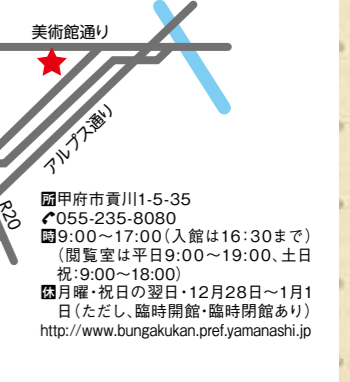 美術館通り
アルプス通り
R20
所甲府市貢川1-5-35
055-235-8080
時9:00～17:00（入館は16:30まで）
（閲覧室は平日9:00～19:00、土日
祝:9:00～18:00）
休月曜・祝日の翌日・12月28日～1月1
日（ただし、臨時開館・臨時閉館あり）
http://www.bungakukan.pref.yamanashi.jp